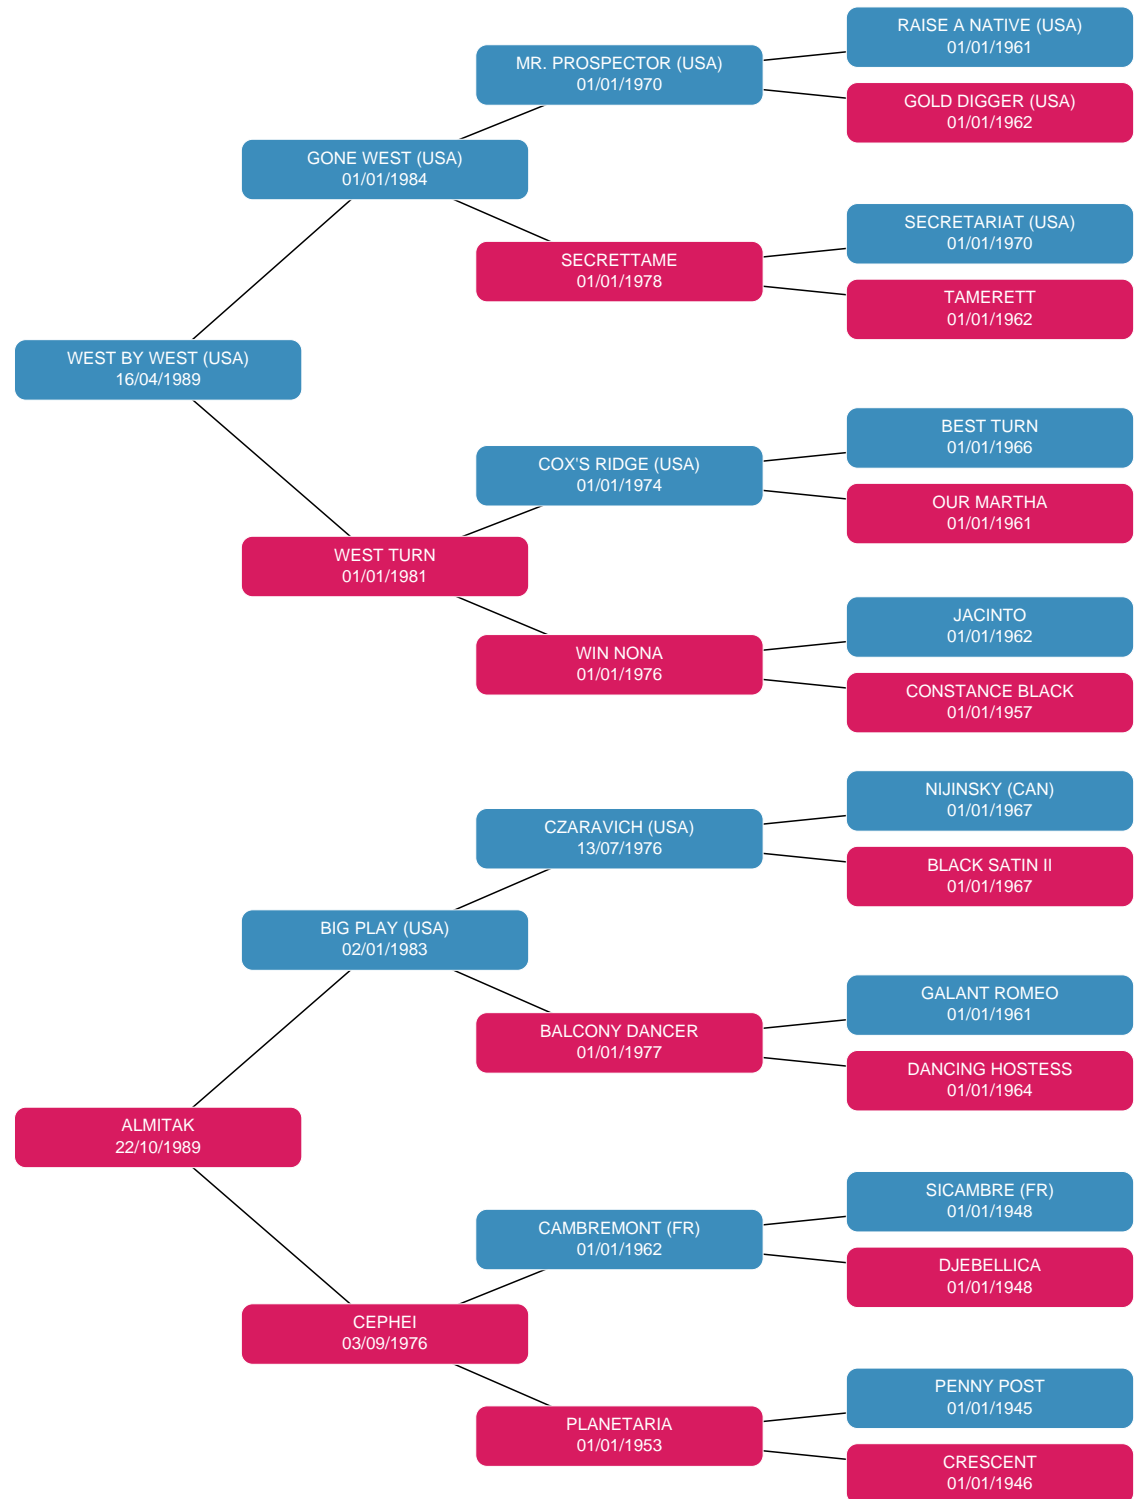 RAISE A NATIVE (USA)
01/01/1961
MR. PROSPECTOR (USA)
01/01/1970
GOLD DIGGER (USA)
01/01/1962
GONE WEST (USA)
01/01/1984
SECRETARIAT (USA)
01/01/1970
SECRETTAME
01/01/1978
TAMERETT
01/01/1962
WEST BY WEST (USA)
16/04/1989
BEST TURN
01/01/1966
COX'S RIDGE (USA)
01/01/1974
OUR MARTHA
01/01/1961
WEST TURN
01/01/1981
JACINTO
01/01/1962
WIN NONA
01/01/1976
CONSTANCE BLACK
01/01/1957
NIJINSKY (CAN)
01/01/1967
CZARAVICH (USA)
13/07/1976
BLACK SATIN II
01/01/1967
BIG PLAY (USA)
02/01/1983
GALANT ROMEO
01/01/1961
BALCONY DANCER
01/01/1977
DANCING HOSTESS
01/01/1964
ALMITAK
22/10/1989
SICAMBRE (FR)
01/01/1948
CAMBREMONT (FR)
01/01/1962
DJEBELLICA
01/01/1948
CEPHEI
03/09/1976
PENNY POST
01/01/1945
PLANETARIA
01/01/1953
CRESCENT
01/01/1946